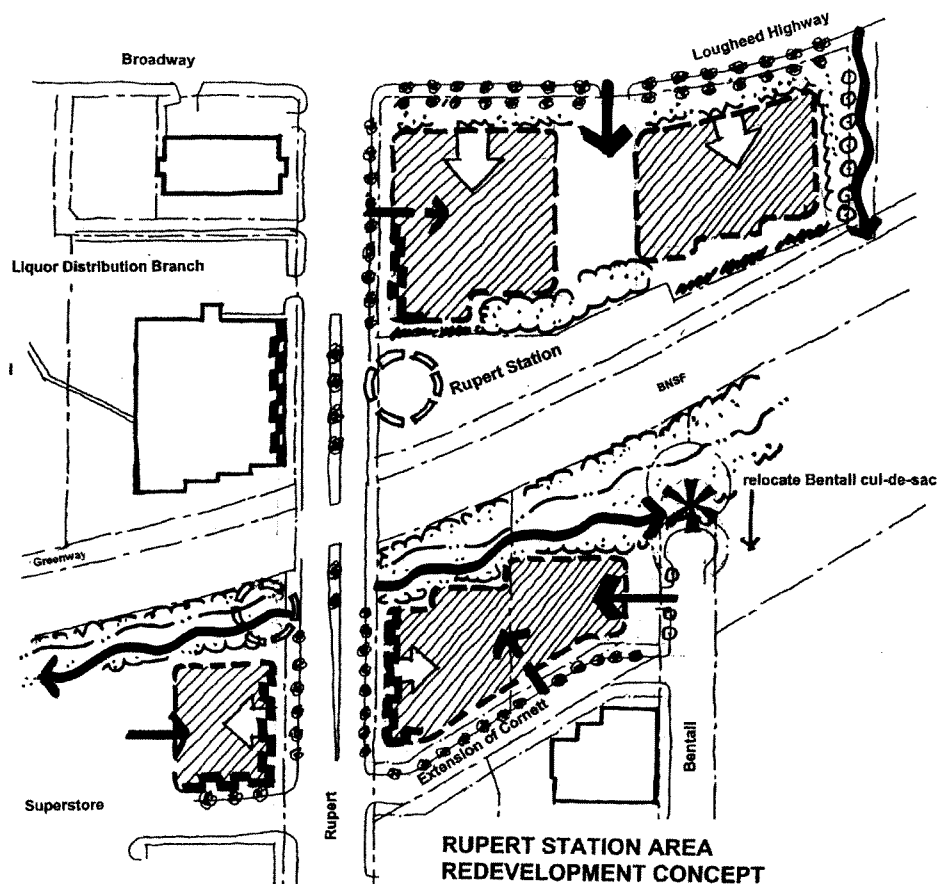 Lougheed Highway
Broadway
Liquor Distribution Branch
Rupert Station
BNSF
relocate Bentall cul-de-sac
Greenway
Extension of Cornett
Bentall
Superstore
Rupert
RUPERT STATION AREA
REDEVELOPMENT CONCEPT